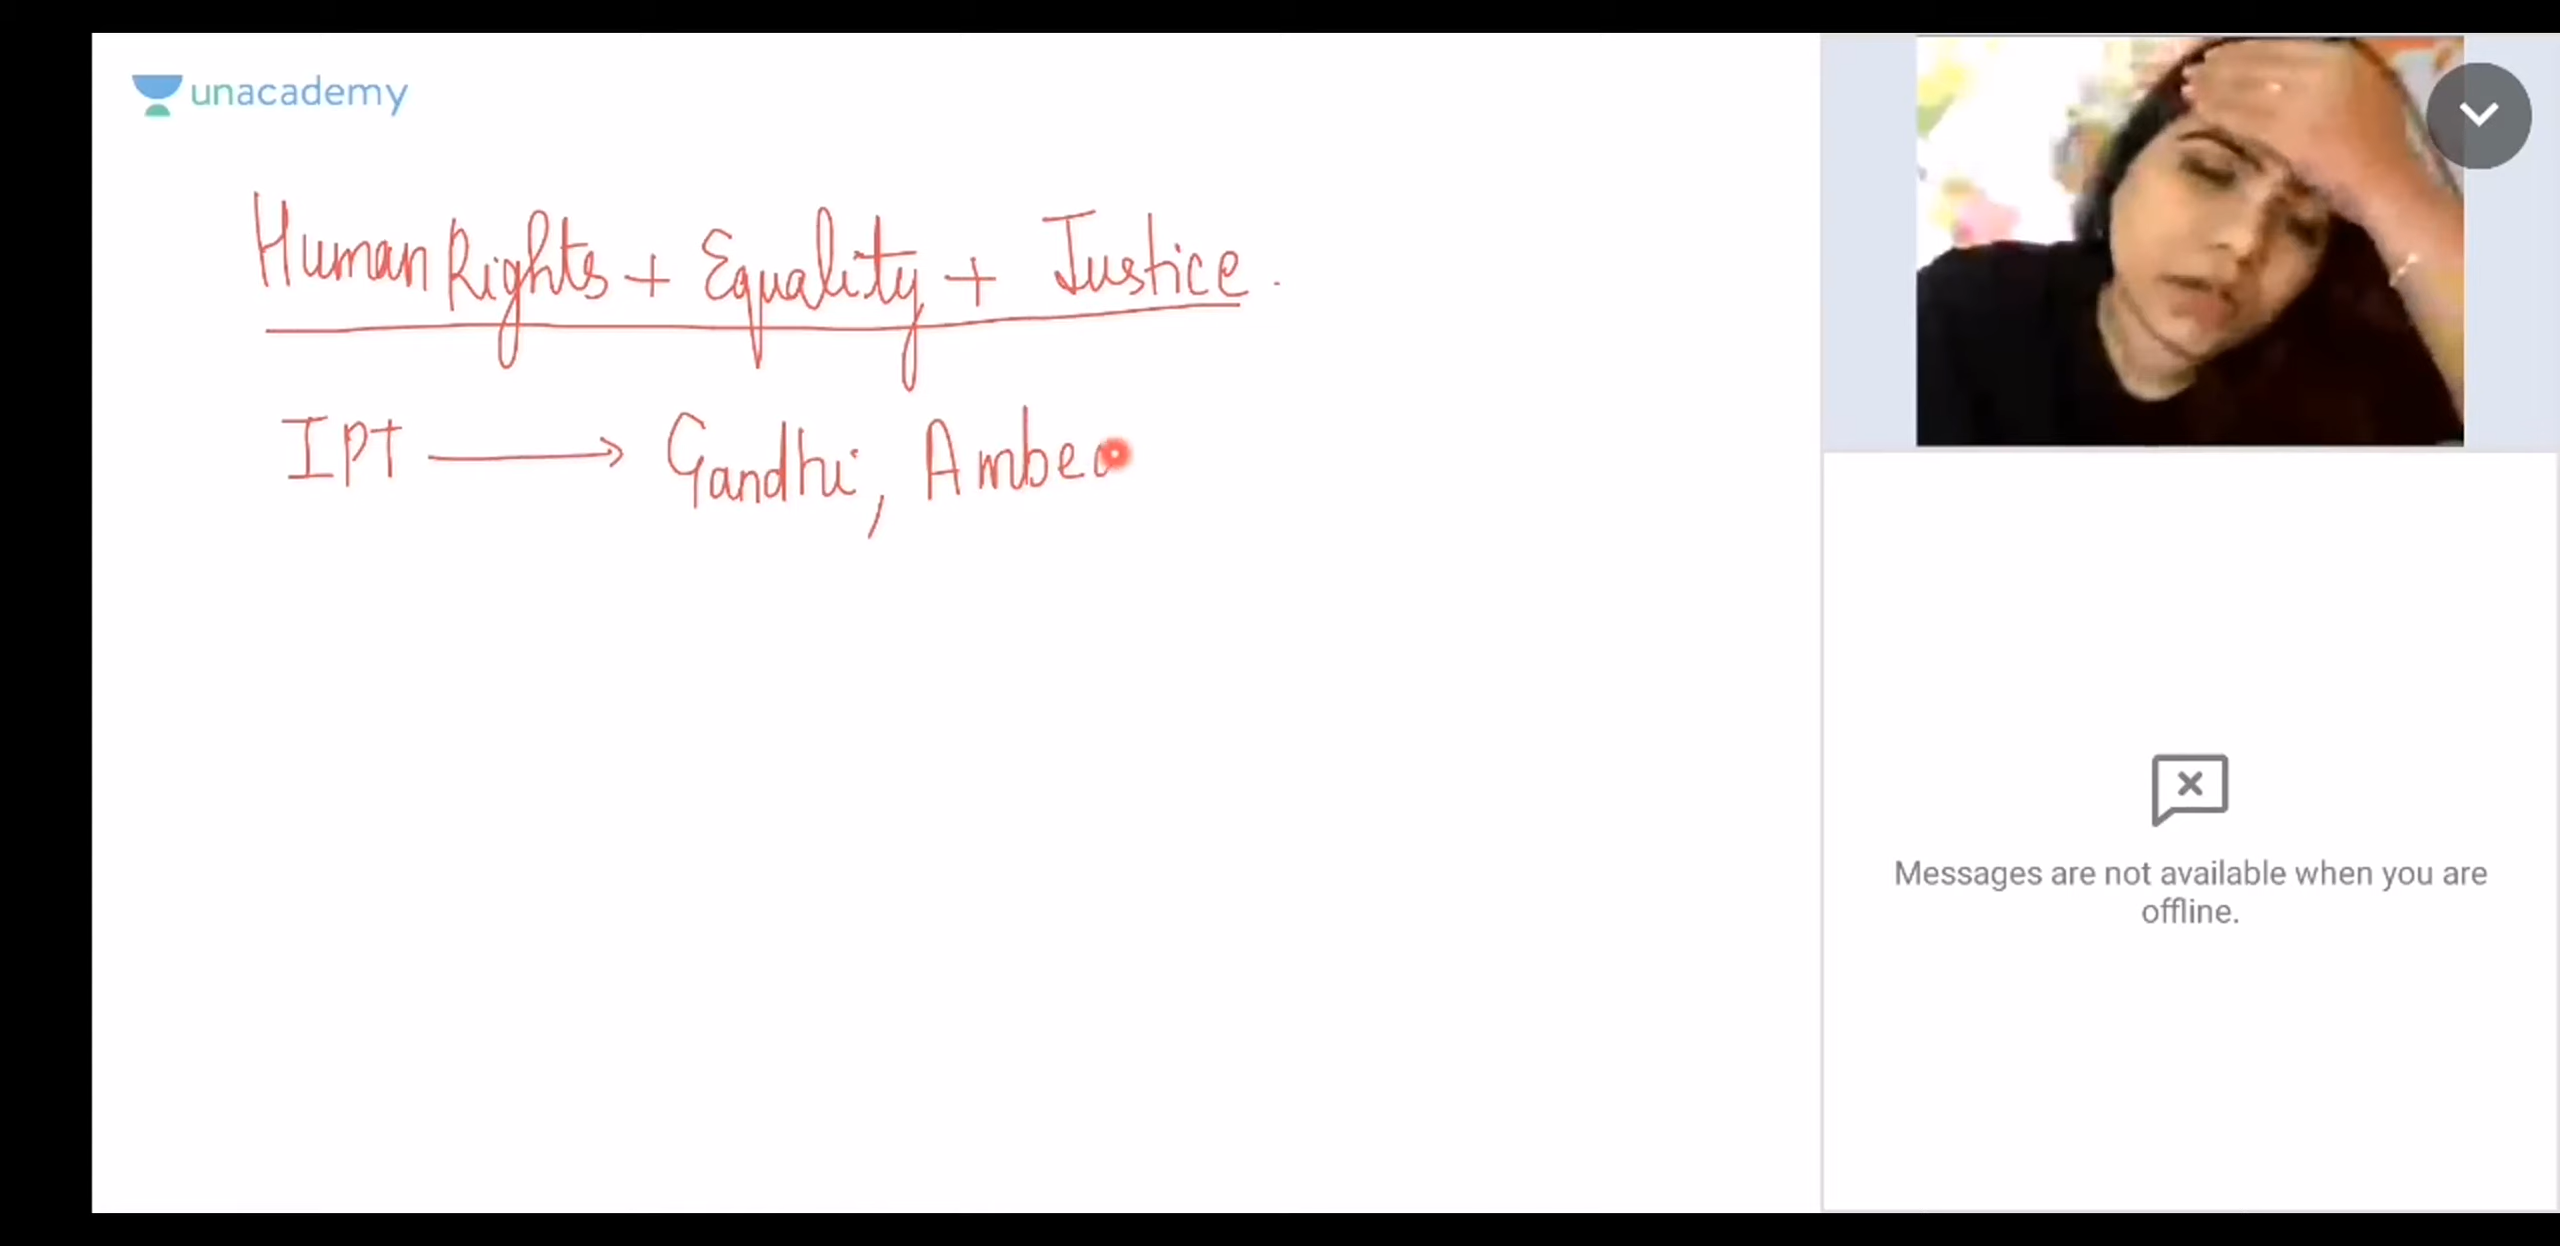 unacademy
Human Rights + Equality + Justice.
IPT → Gandhi, Ambe
Messages are not available when you are
offline.